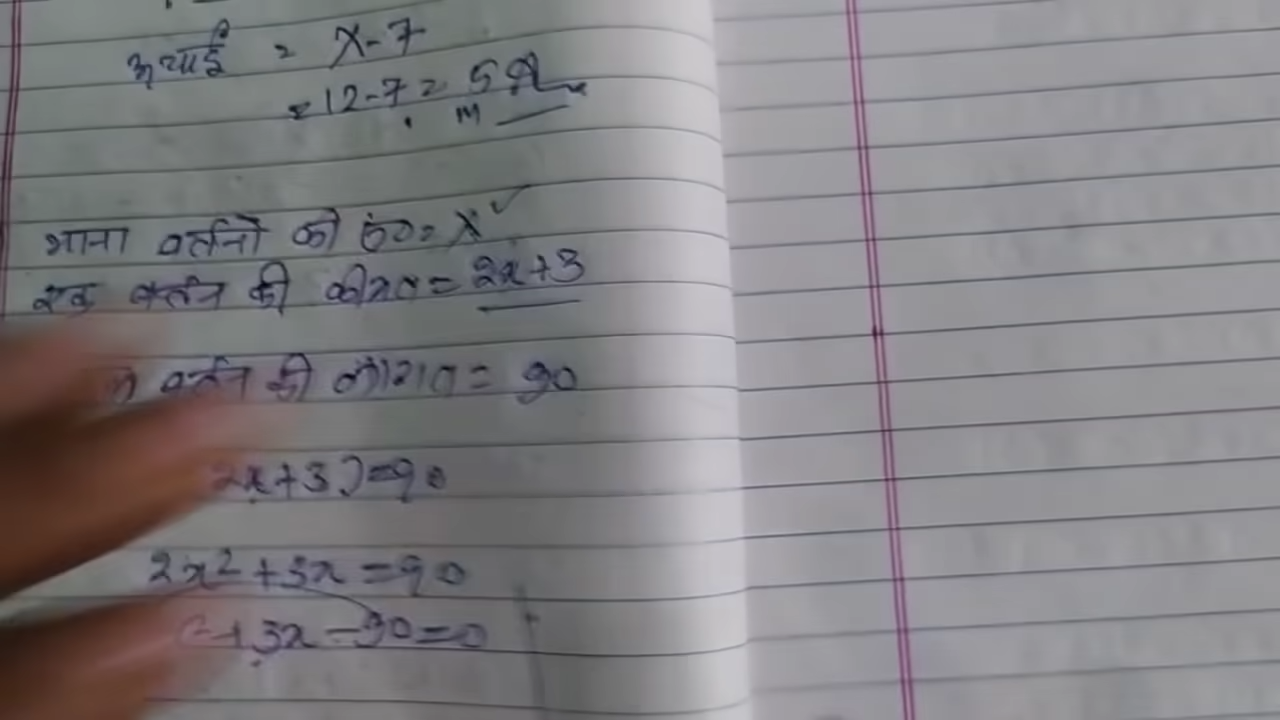 ऊचाई = x-7
= 12-7 = 5
माना बर्तनो की सं० = x
एक बर्तन की कीमत = 2x+3
बर्तन की लागत = 90
2x+3)=90
2x²+3x=90
+3x-90=0